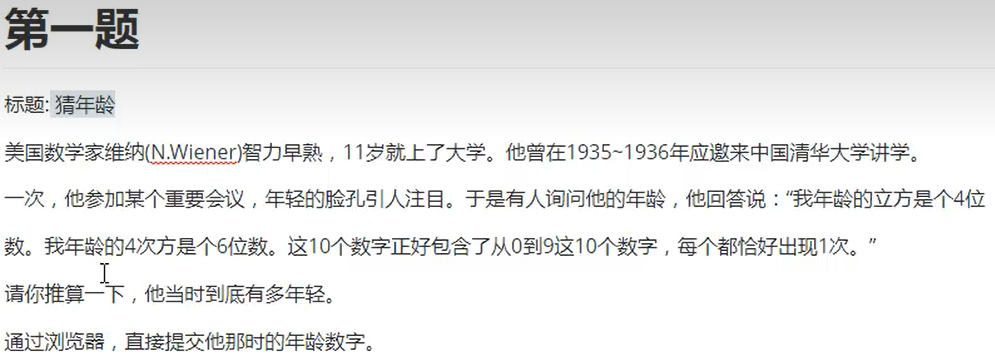 第一题
标题: 猜年龄
美国数学家维纳(N.Wiener)智力早熟，11岁就上了大学。他曾在1935~1936年应邀来中国清华大学讲学。
一次，他参加某个重要会议，年轻的脸孔引人注目。于是有人询问他的年龄，他回答说：“我年龄的立方是个4位
数。我年龄的4次方是个6位数。这10个数字正好包含了从0到9这10个数字，每个都恰好出现1次。”
请你推算一下，他当时到底有多年轻。
通过浏览器，直接提交他那时的年龄数字。